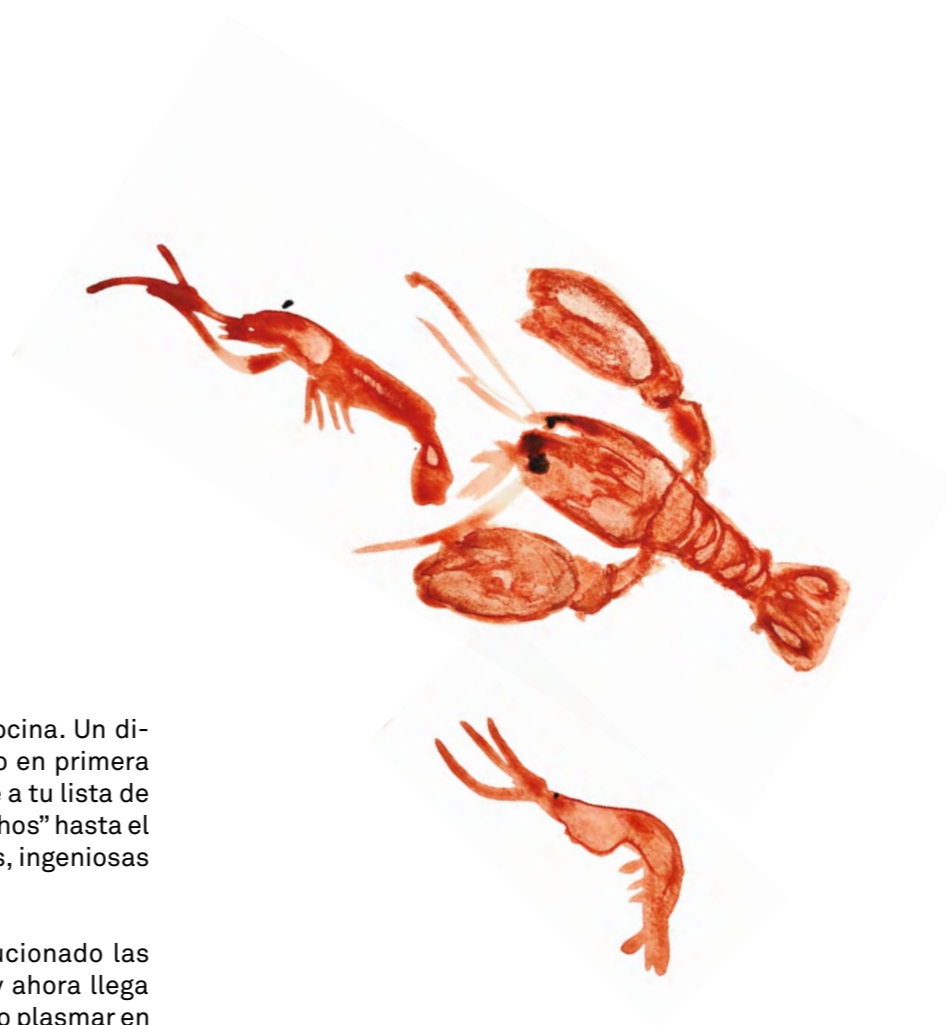 ocina. Un di-
o en primera
e a tu lista de
hos” hasta el
s, ingeniosas
ucionado las
y ahora llega
o plasmar en